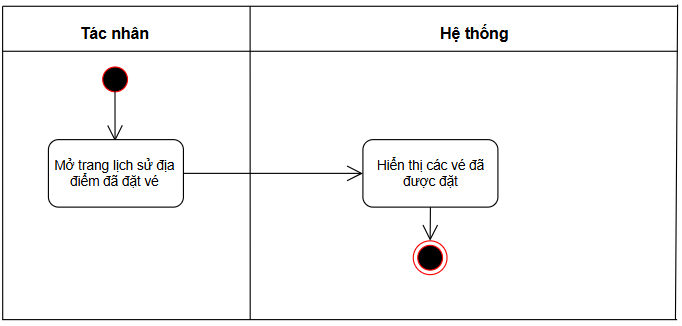 Tác nhân
Hệ thống
Mở trang lịch sử địa
điểm đã đặt vé
Hiển thị các vé đã
được đặt